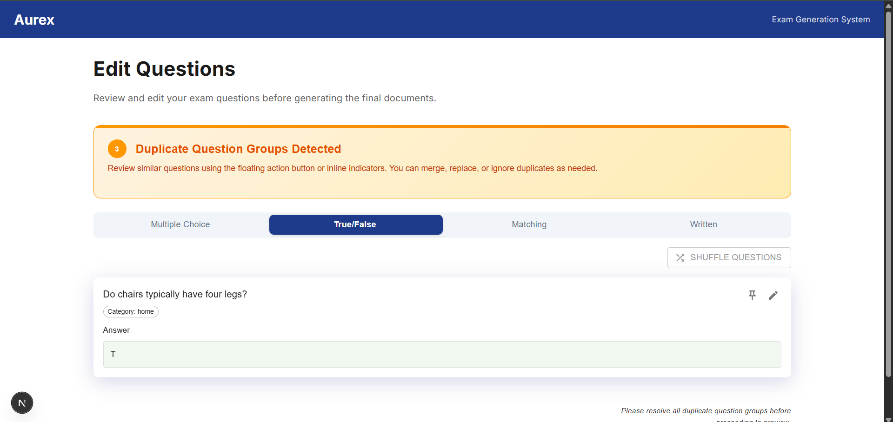 Aurex
Exam Generation System
Edit Questions
Review and edit your exam questions before generating the final documents.
3
Duplicate Question Groups Detected
Review similar questions using the floating action button or inline indicators. You can merge, replace, or ignore duplicates as needed.
Multiple Choice
True/False
Matching
Written
SHUFFLE QUESTIONS
Do chairs typically have four legs?
Category: home
Answer
T
N
Please resolve all duplicate question groups before
proceeding to preview.